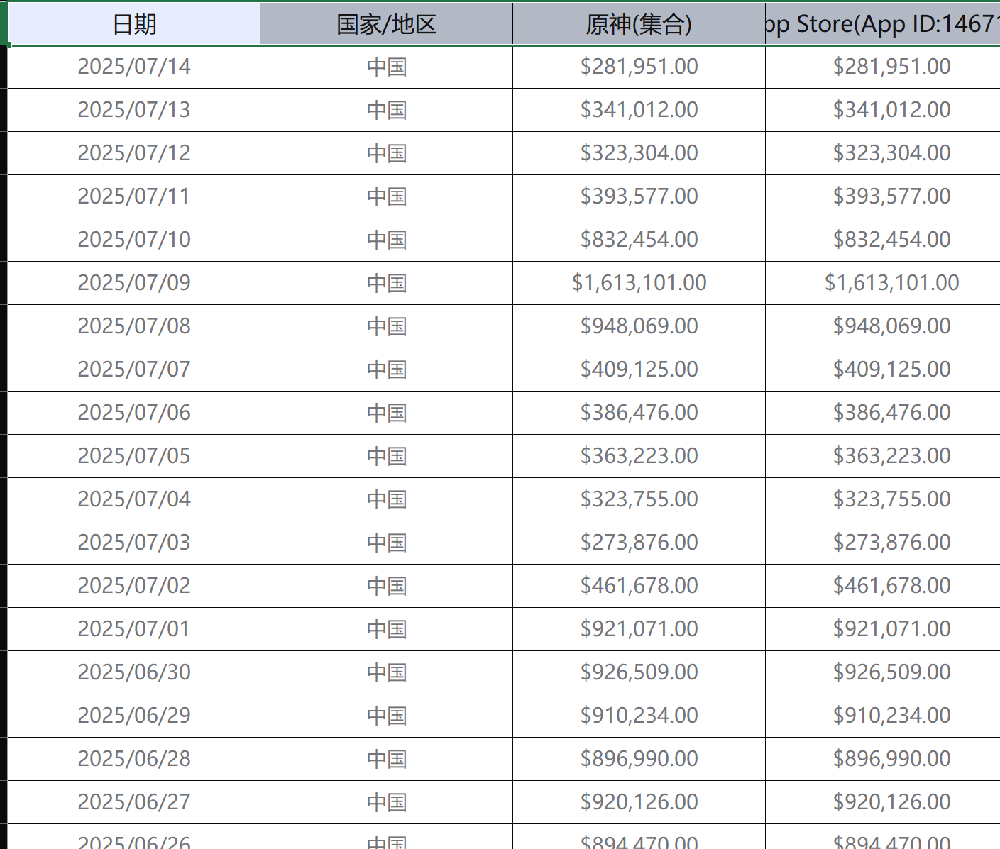 日期 国家/地区 原神(集合) pp Store(App ID:1467
2025/07/14 中国 $281,951.00 $281,951.00
2025/07/13 中国 $341,012.00 $341,012.00
2025/07/12 中国 $323,304.00 $323,304.00
2025/07/11 中国 $393,577.00 $393,577.00
2025/07/10 中国 $832,454.00 $832,454.00
2025/07/09 中国 $1,613,101.00 $1,613,101.00
2025/07/08 中国 $948,069.00 $948,069.00
2025/07/07 中国 $409,125.00 $409,125.00
2025/07/06 中国 $386,476.00 $386,476.00
2025/07/05 中国 $363,223.00 $363,223.00
2025/07/04 中国 $323,755.00 $323,755.00
2025/07/03 中国 $273,876.00 $273,876.00
2025/07/02 中国 $461,678.00 $461,678.00
2025/07/01 中国 $921,071.00 $921,071.00
2025/06/30 中国 $926,509.00 $926,509.00
2025/06/29 中国 $910,234.00 $910,234.00
2025/06/28 中国 $896,990.00 $896,990.00
2025/06/27 中国 $920,126.00 $920,126.00
2025/06/26 中国 $894,470.00 $894,470.00